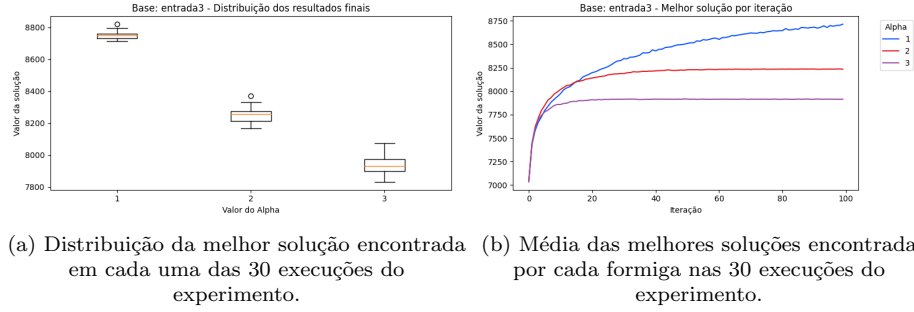 Base: entrada3 - Distribuição dos resultados finais
Valor da solução
8800
8600
8400
8200
8000
7800
1
2
3
Valor do Alpha
Base: entrada3 - Melhor solução por iteração
Valor da solução
8750
8500
8250
8000
7750
7500
7250
7000
0
20
40
60
80
100
Iteração
Alpha
1
2
3
(a) Distribuição da melhor solução encontrada
em cada uma das 30 execuções do
experimento.
(b) Média das melhores soluções encontrada
por cada formiga nas 30 execuções do
experimento.